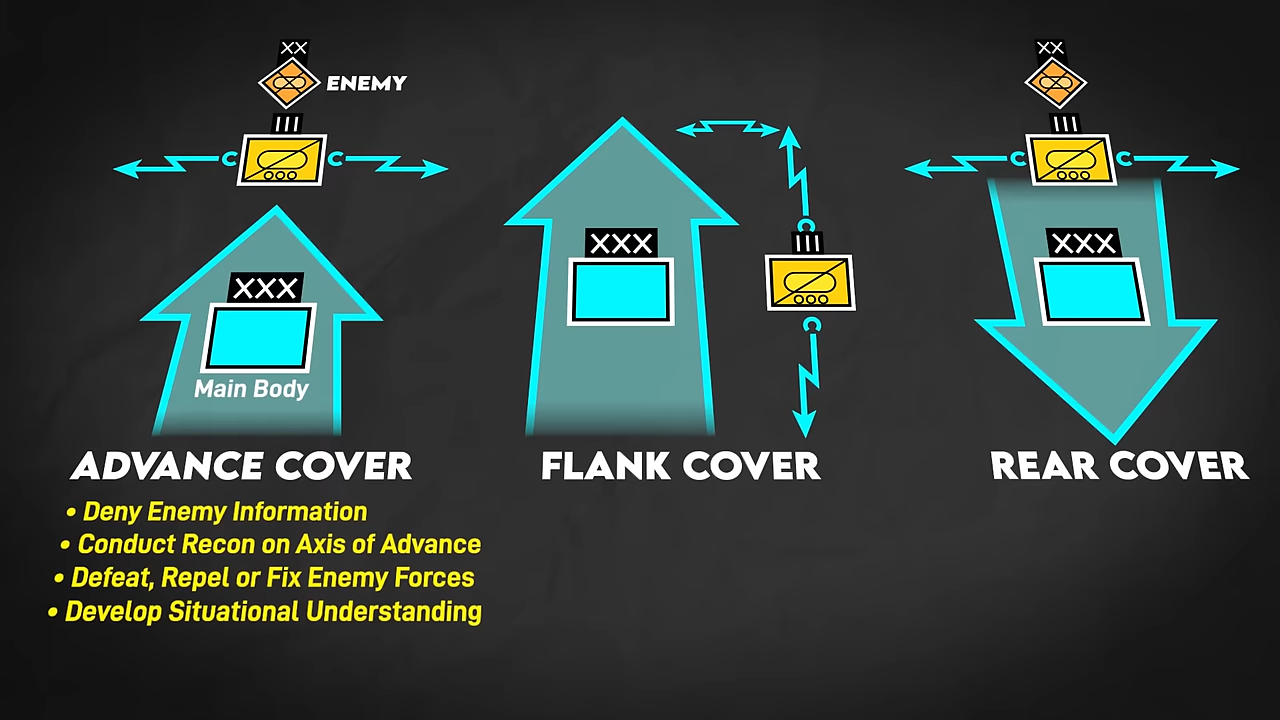 XX
ENEMY
III
C C
XXX
Main Body
ADVANCE COVER
• Deny Enemy Information
• Conduct Recon on Axis of Advance
• Defeat, Repel or Fix Enemy Forces
• Develop Situational Understanding
XXX
C
III
C
FLANK COVER
XX
III
C C
XXX
REAR COVER